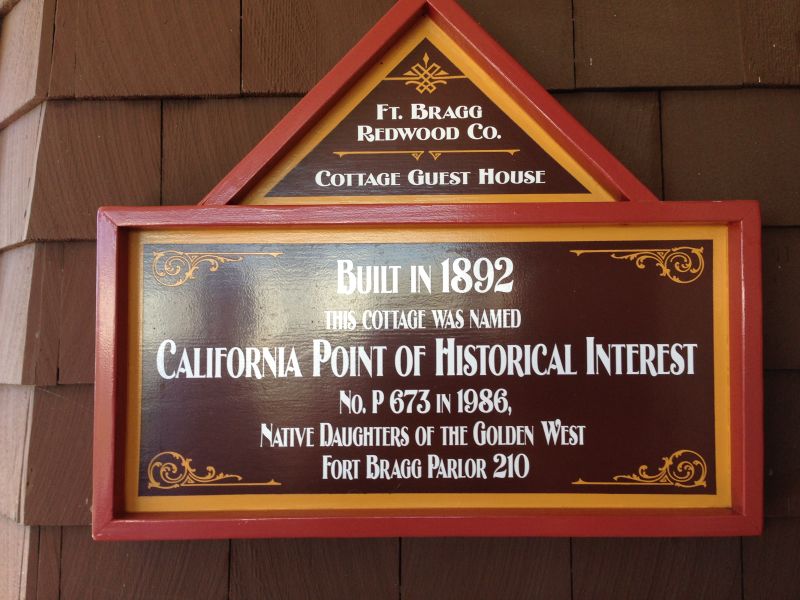 Ft. Bragg
Redwood Co.
Cottage Guest House
Built in 1892
this cottage was named
California Point of Historical Interest
No. P 673 in 1986,
Native Daughters of the Golden West
Fort Bragg Parlor 210